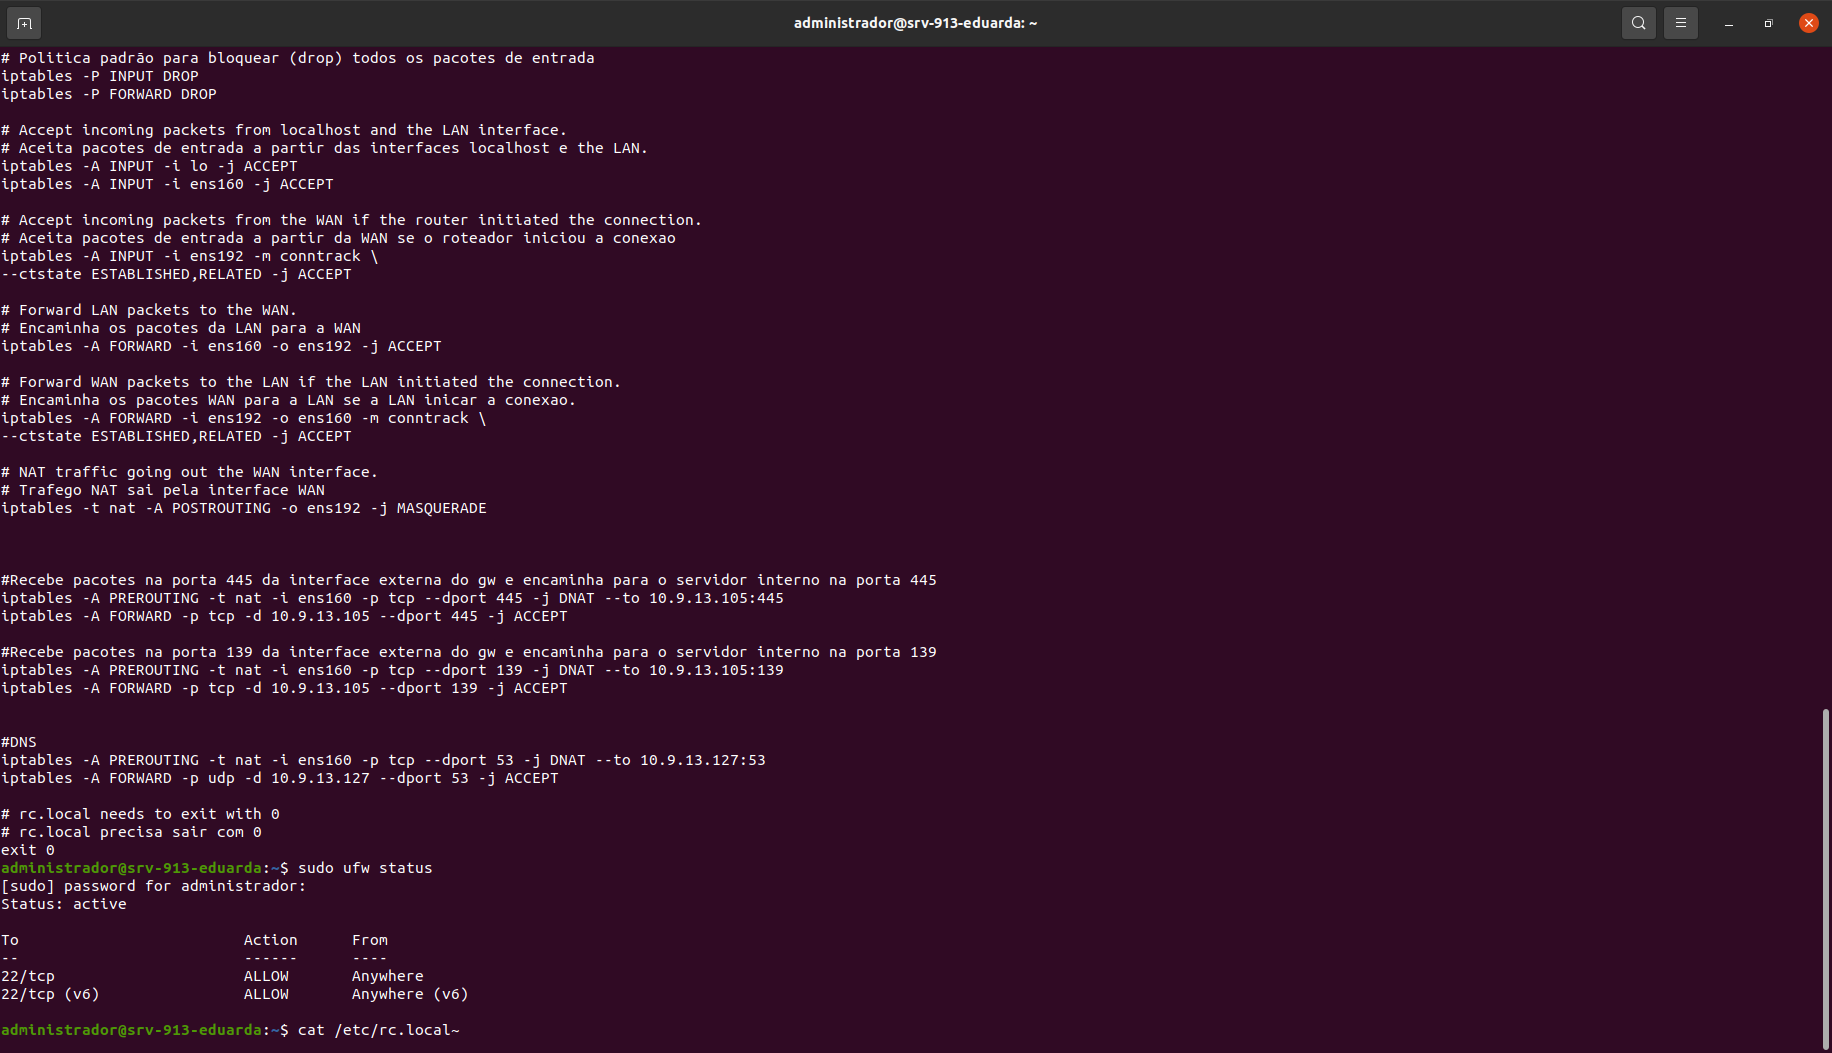 administrador@srv-913-eduarda: ~
# Politica padrão para bloquear (drop) todos os pacotes de entrada
iptables -P INPUT DROP
iptables -P FORWARD DROP
# Accept incoming packets from localhost and the LAN interface.
# Aceita pacotes de entrada a partir das interfaces localhost e the LAN.
iptables -A INPUT -i lo -j ACCEPT
iptables -A INPUT -i ens160 -j ACCEPT
# Accept incoming packets from the WAN if the router initiated the connection.
# Aceita pacotes de entrada a partir da WAN se o roteador iniciou a conexao
iptables -A INPUT -i ens192 -m conntrack \
--ctstate ESTABLISHED,RELATED -j ACCEPT
# Forward LAN packets to the WAN.
# Encaminha os pacotes da LAN para a WAN
iptables -A FORWARD -i ens160 -o ens192 -j ACCEPT
# Forward WAN packets to the LAN if the LAN initiated the connection.
# Encaminha os pacotes WAN para a LAN se a LAN inicar a conexao.
iptables -A FORWARD -i ens192 -o ens160 -m conntrack \
--ctstate ESTABLISHED,RELATED -j ACCEPT
# NAT traffic going out the WAN interface.
# Trafego NAT sai pela interface WAN
iptables -t nat -A POSTROUTING -o ens192 -j MASQUERADE
#Recebe pacotes na porta 445 da interface externa do gw e encaminha para o servidor interno na porta 445
iptables -A PREROUTING -t nat -i ens160 -p tcp --dport 445 -j DNAT --to 10.9.13.105:445
iptables -A FORWARD -p tcp -d 10.9.13.105 --dport 445 -j ACCEPT
#Recebe pacotes na porta 139 da interface externa do gw e encaminha para o servidor interno na porta 139
iptables -A PREROUTING -t nat -i ens160 -p tcp --dport 139 -j DNAT --to 10.9.13.105:139
iptables -A FORWARD -p tcp -d 10.9.13.105 --dport 139 -j ACCEPT
#DNS
iptables -A PREROUTING -t nat -i ens160 -p tcp --dport 53 -j DNAT --to 10.9.13.127:53
iptables -A FORWARD -p udp -d 10.9.13.127 --dport 53 -j ACCEPT
# rc.local needs to exit with 0
# rc.local precisa sair com 0
exit 0
administrador@srv-913-eduarda:~$ sudo ufw status
[sudo] password for administrador:
Status: active
To Action From
-- ------ ----
22/tcp ALLOW Anywhere
22/tcp (v6) ALLOW Anywhere (v6)
administrador@srv-913-eduarda:~$ cat /etc/rc.local~